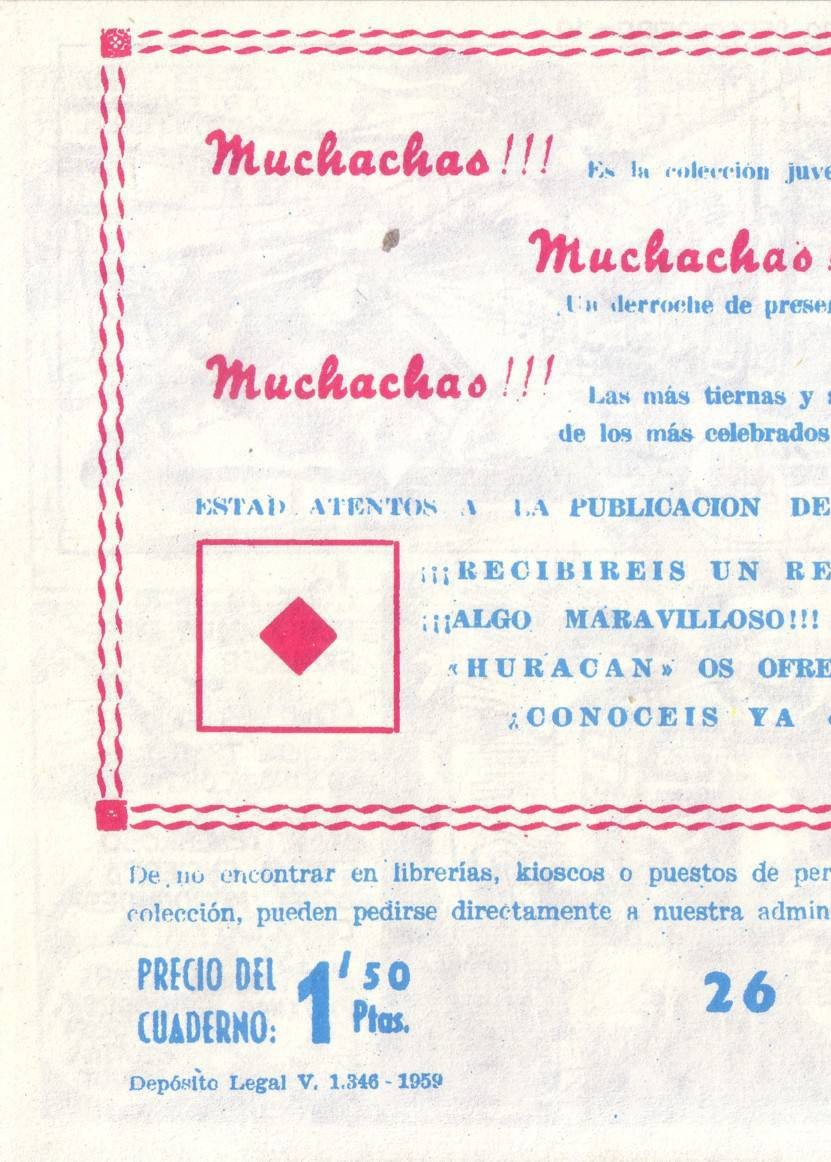 Muchachas!!! Es la colección juve
Muchachas!
Un derroche de prese
Muchachas!!! Las más tiernas y
de los más celebrados
ESTAD ATENTOS A LA PUBLICACION DE
¡¡¡RECIBIREIS UN RE
¡¡¡ALGO MARAVILLOSO!!!
«HURACAN» OS OFRE
¿CONOCEIS YA
De no encontrar en librerías, kioscos o puestos de per
colección, pueden pedirse directamente a nuestra admin
PRECIO DEL CUADERNO: 1'50 Ptas.
26
Depósito Legal V. 1.346 - 1959